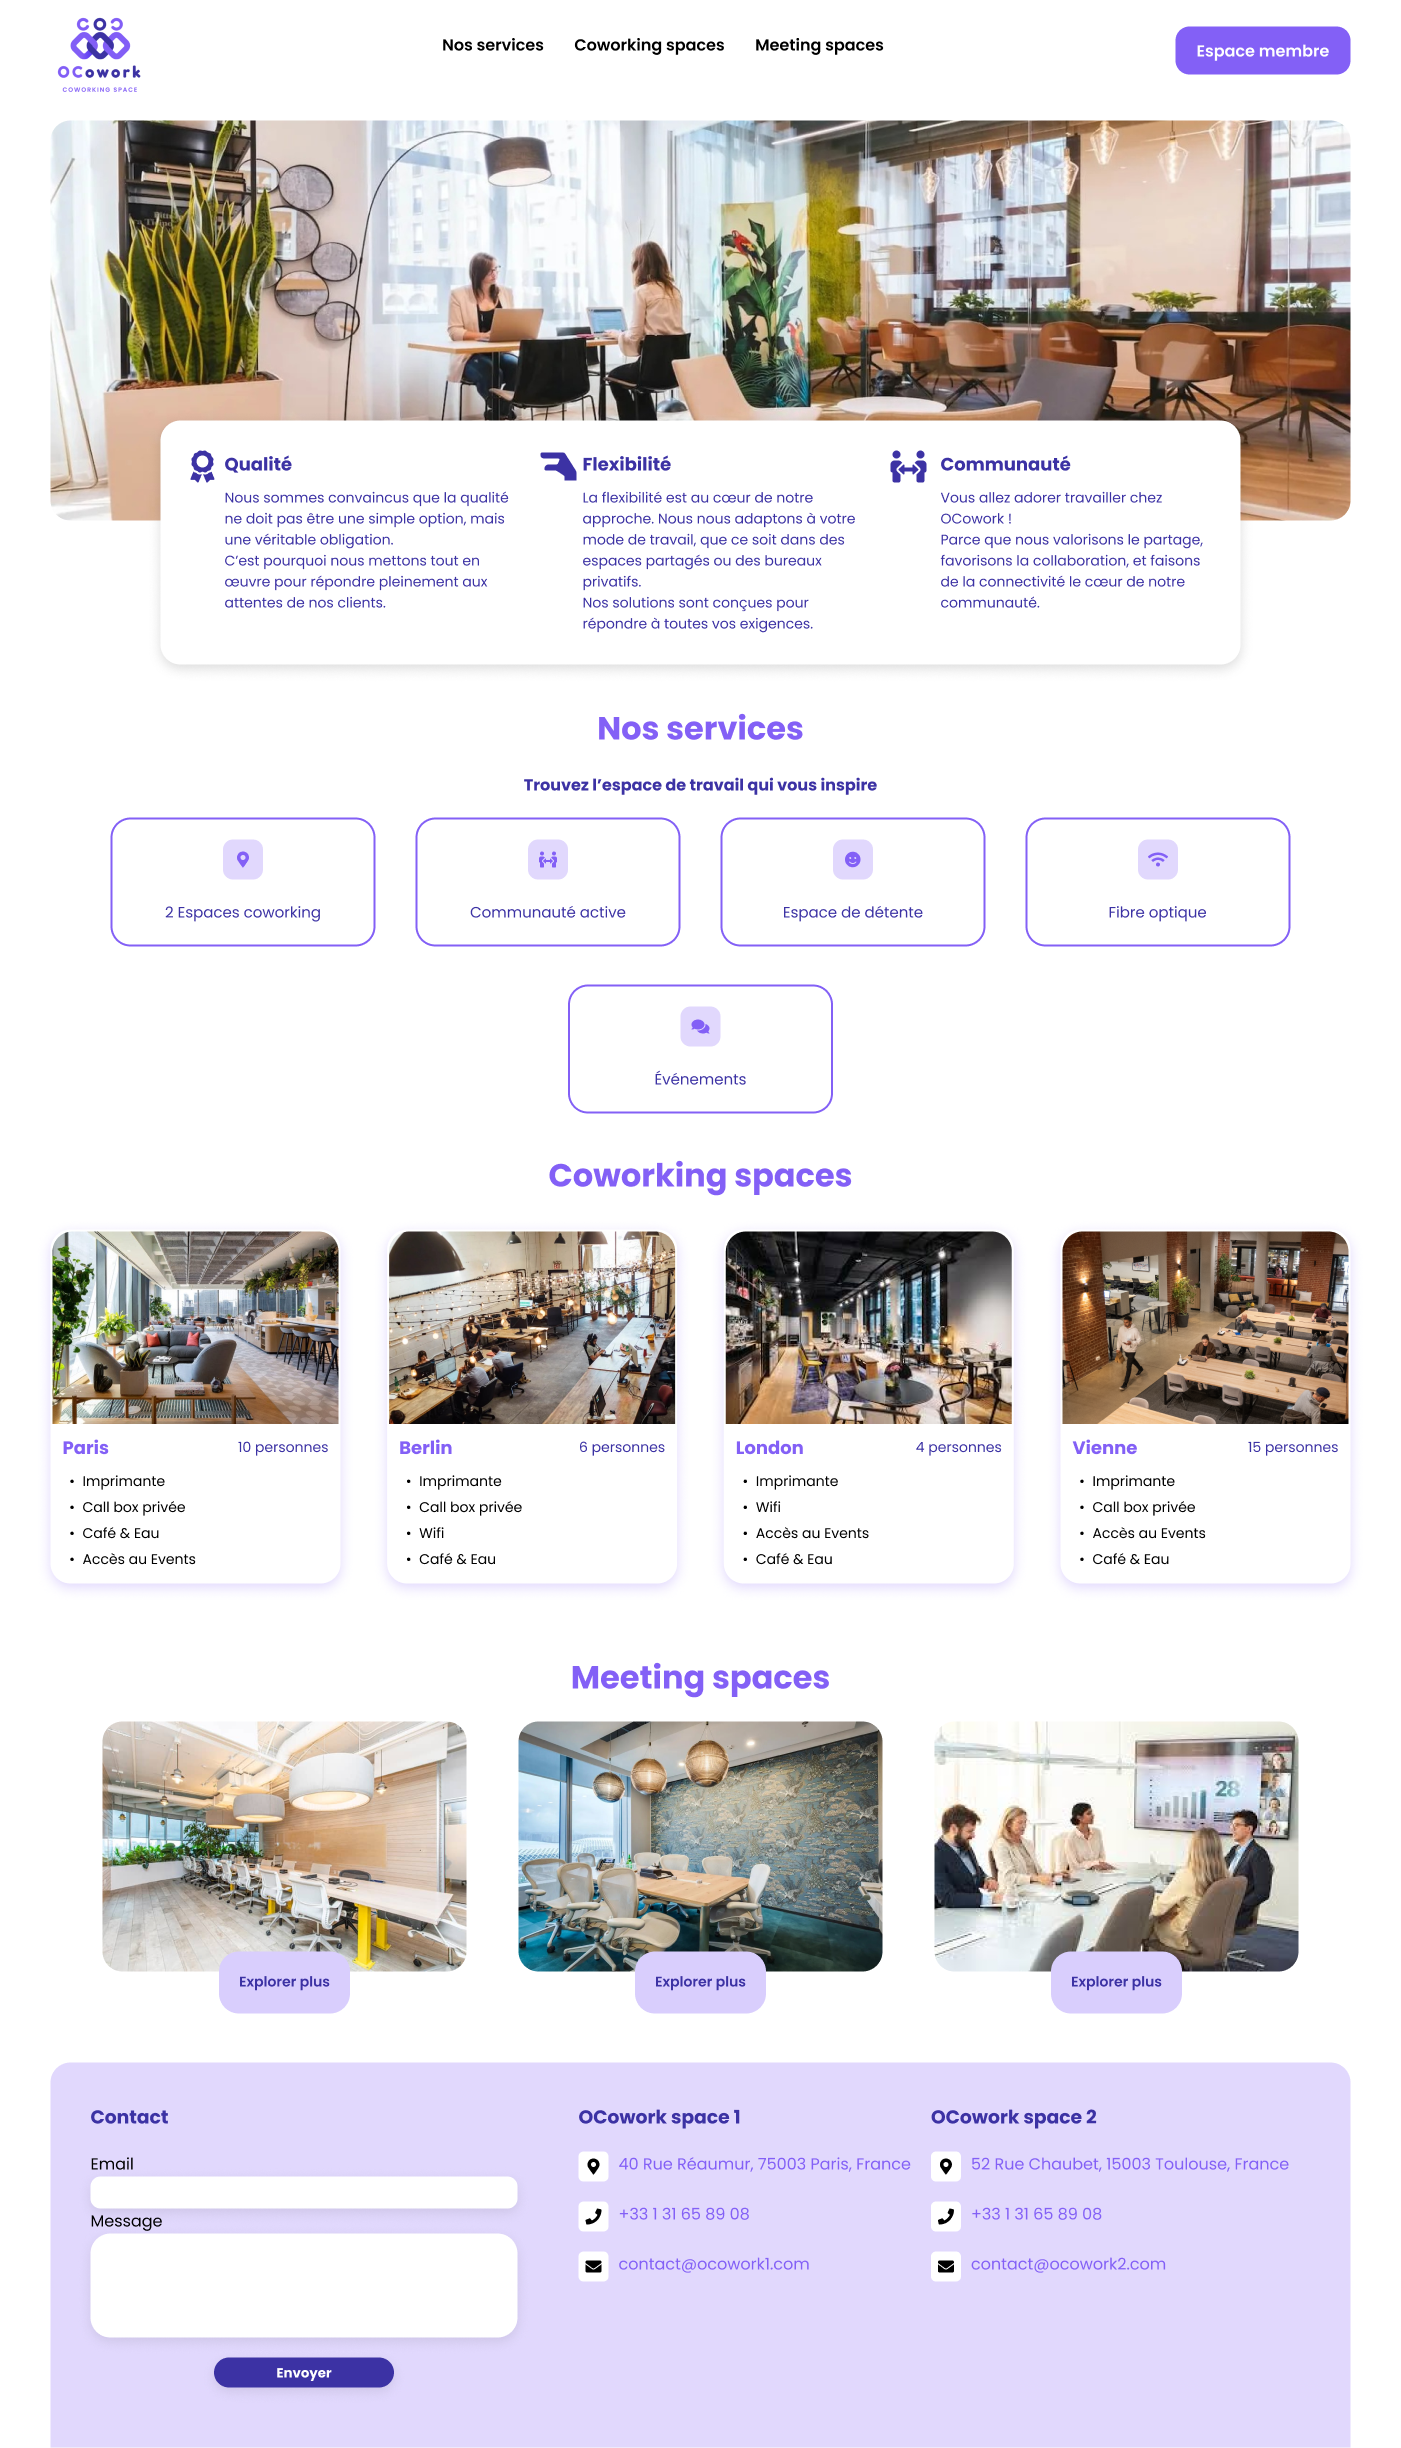 OCowork
COWORKING SPACE
Nos services
Coworking spaces
Meeting spaces
Espace membre
Qualité
Nous sommes convaincus que la qualité
ne doit pas être une simple option, mais
une véritable obligation.
C’est pourquoi nous mettons tout en
œuvre pour répondre pleinement aux
attentes de nos clients.
Flexibilité
La flexibilité est au cœur de notre
approche. Nous nous adaptons à votre
mode de travail, que ce soit dans des
espaces partagés ou des bureaux
privatifs.
Nos solutions sont conçues pour
répondre à toutes vos exigences.
Communauté
Vous allez adorer travailler chez
OCowork !
Parce que nous valorisons le partage,
favorisons la collaboration, et faisons
de la connectivité le cœur de notre
communauté.
Nos services
Trouvez l’espace de travail qui vous inspire
2 Espaces coworking
Communauté active
Espace de détente
Fibre optique
Événements
Coworking spaces
Paris
10 personnes
• Imprimante
• Call box privée
• Café & Eau
• Accès au Events
Berlin
6 personnes
• Imprimante
• Call box privée
• Wifi
• Café & Eau
London
4 personnes
• Imprimante
• Wifi
• Accès au Events
• Café & Eau
Vienne
15 personnes
• Imprimante
• Call box privée
• Accès au Events
• Café & Eau
Meeting spaces
28
Explorer plus
Explorer plus
Explorer plus
Contact
Email
Message
Envoyer
OCowork space 1
40 Rue Réaumur, 75003 Paris, France
+33 1 31 65 89 08
contact@ocowork1.com
OCowork space 2
52 Rue Chaubet, 15003 Toulouse, France
+33 1 31 65 89 08
contact@ocowork2.com